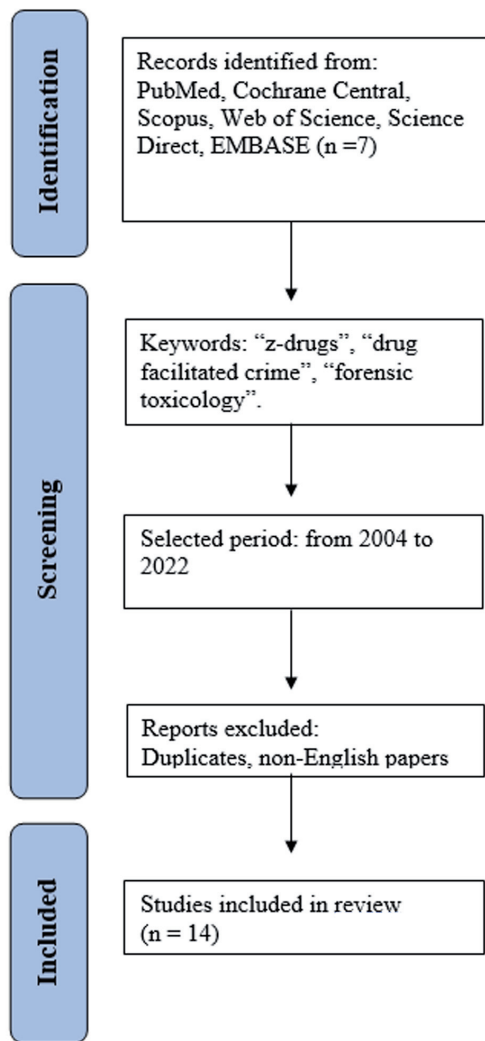 Identification
Records identified from:
PubMed, Cochrane Central,
Scopus, Web of Science, Science
Direct, EMBASE (n =7)
Screening
Keywords: “z-drugs”, “drug
facilitated crime”, “forensic
toxicology”.
Selected period: from 2004 to
2022
Reports excluded:
Duplicates, non-English papers
Included
Studies included in review
(n = 14)